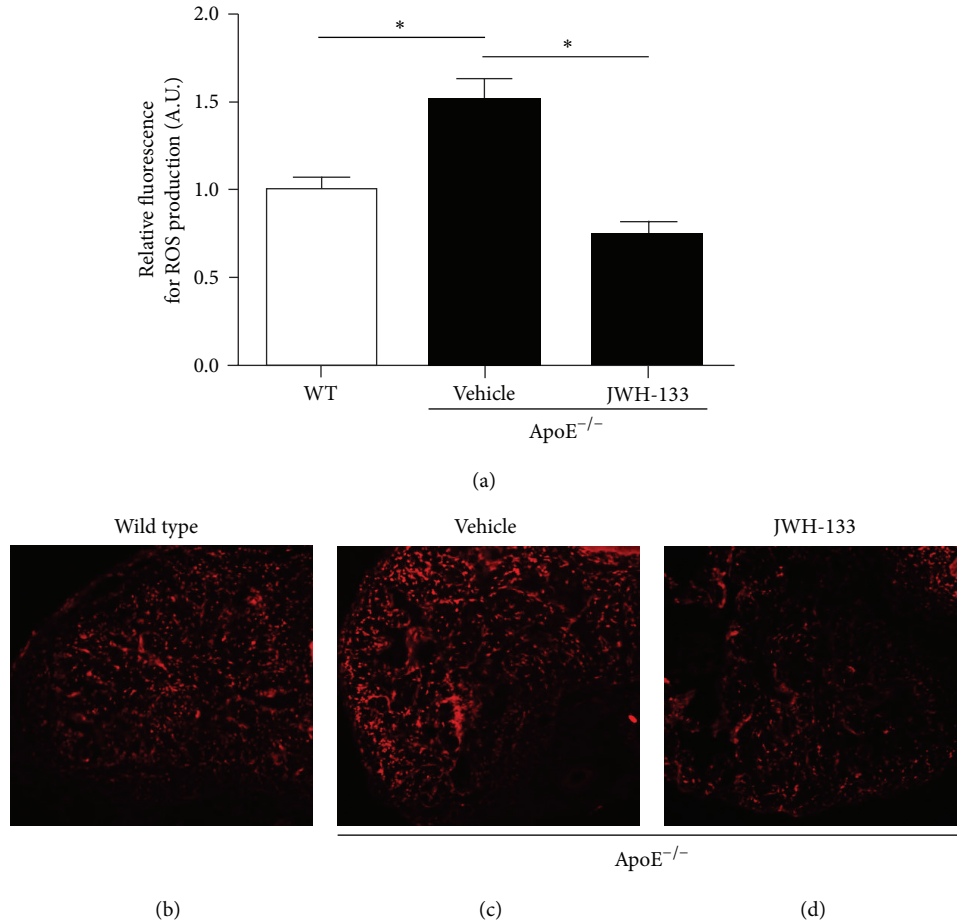 2.0
1.5
1.0
0.5
0.0
Relative fluorescence
for ROS production (A.U.)
*
*
WT
Vehicle
JWH-133
ApoE−/−
(a)
Wild type
Vehicle
JWH-133
ApoE−/−
(b)
(c)
(d)